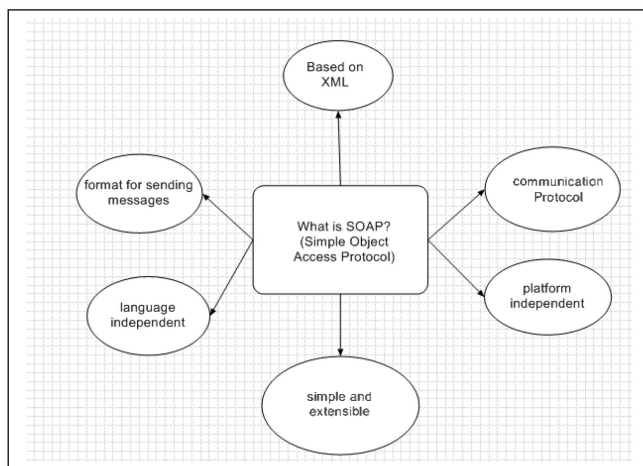 Based on
XML
format for sending
messages
communication
Protocol
What is SOAP?
(Simple Object
Access Protocol)
language
independent
platform
independent
simple and
extensible